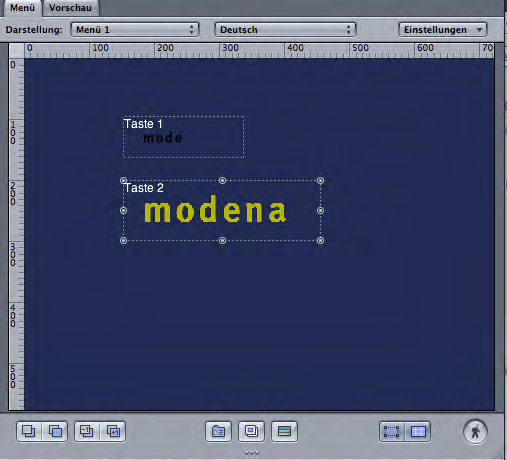 Menü Vorschau
Darstellung: Menü 1 Deutsch Einstellungen
0 100 200 300 400 500 600 70
0
100
200
300
400
500
Taste 1
mode
Taste 2
modena